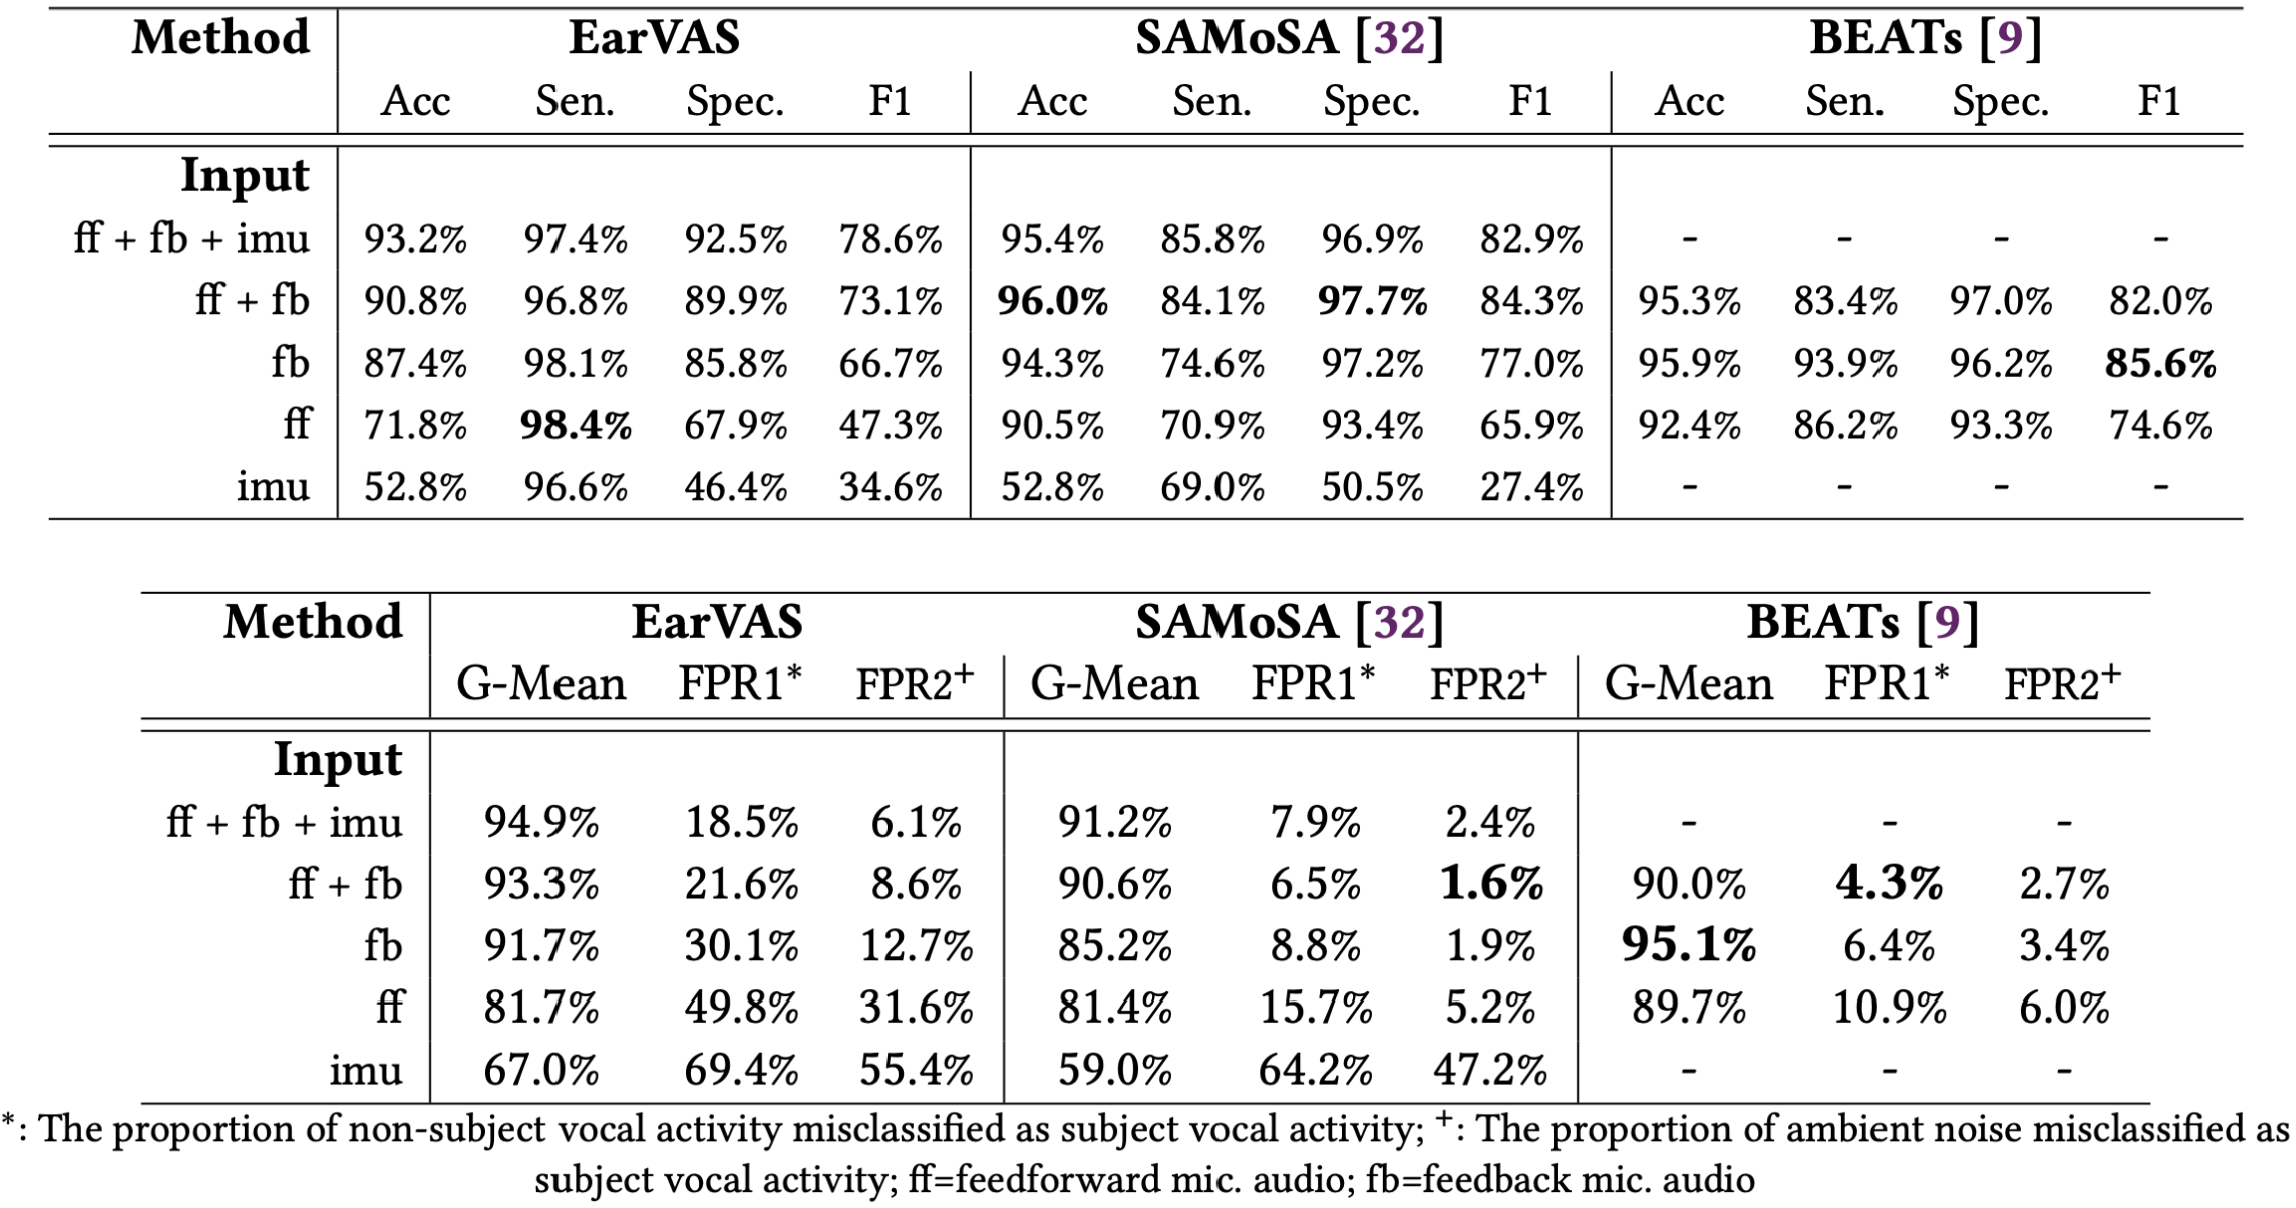 Method EarVAS SAMoSA [32] BEATs [9]
Acc Sen. Spec. F1 Acc Sen. Spec. F1 Acc Sen. Spec. F1
Input
ff + fb + imu 93.2% 97.4% 92.5% 78.6% 95.4% 85.8% 96.9% 82.9% - - - -
ff + fb 90.8% 96.8% 89.9% 73.1% 96.0% 84.1% 97.7% 84.3% 95.3% 83.4% 97.0% 82.0%
fb 87.4% 98.1% 85.8% 66.7% 94.3% 74.6% 97.2% 77.0% 95.9% 93.9% 96.2% 85.6%
ff 71.8% 98.4% 67.9% 47.3% 90.5% 70.9% 93.4% 65.9% 92.4% 86.2% 93.3% 74.6%
imu 52.8% 96.6% 46.4% 34.6% 52.8% 69.0% 50.5% 27.4% - - - -
Method EarVAS SAMoSA [32] BEATs [9]
G-Mean FPR1* FPR2+ G-Mean FPR1* FPR2+ G-Mean FPR1* FPR2+
Input
ff + fb + imu 94.9% 18.5% 6.1% 91.2% 7.9% 2.4% - - -
ff + fb 93.3% 21.6% 8.6% 90.6% 6.5% 1.6% 90.0% 4.3% 2.7%
fb 91.7% 30.1% 12.7% 85.2% 8.8% 1.9% 95.1% 6.4% 3.4%
ff 81.7% 49.8% 31.6% 81.4% 15.7% 5.2% 89.7% 10.9% 6.0%
imu 67.0% 69.4% 55.4% 59.0% 64.2% 47.2% - - -
*: The proportion of non-subject vocal activity misclassified as subject vocal activity; +: The proportion of ambient noise misclassified as
subject vocal activity; ff=feedforward mic. audio; fb=feedback mic. audio